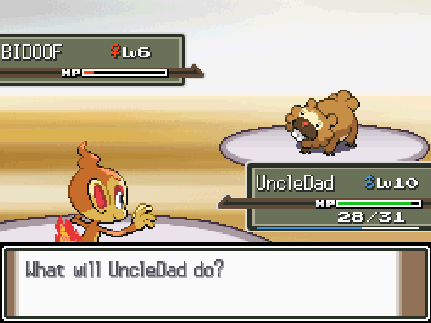 BIDOOF ♀Lv6
HP
UncleDad ♂Lv10
HP
28/31
What will UncleDad do?